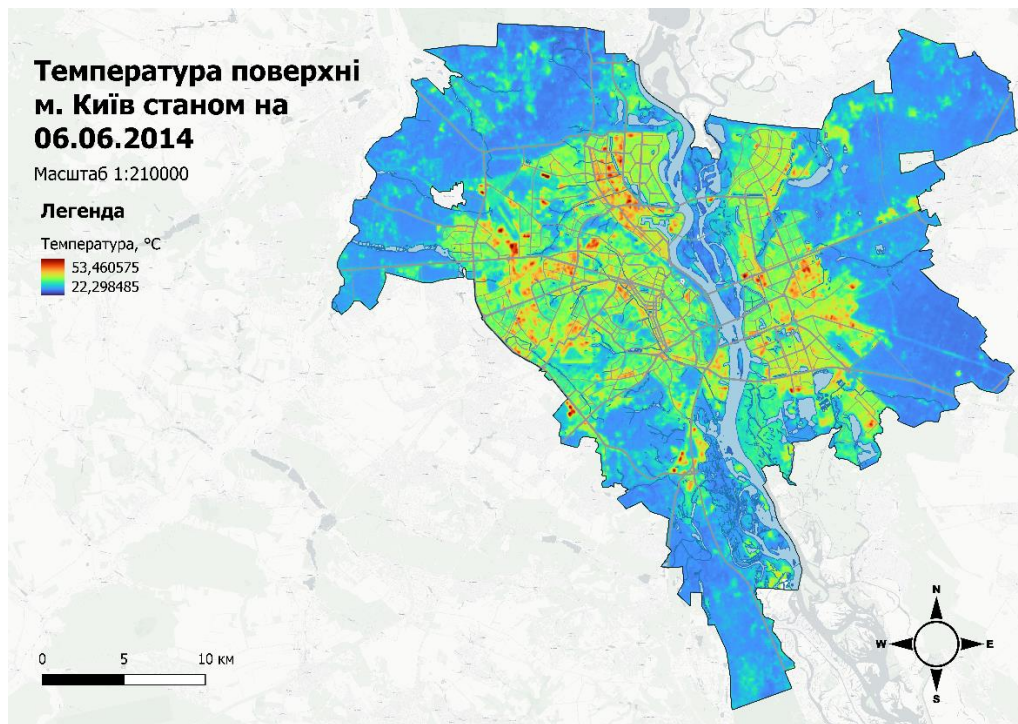 Температура поверхні
м. Київ станом на
06.06.2014
Масштаб 1:210000
Легенда
Температура, °C
53,460575
22,298485
0 5 10 км
N
W E
S